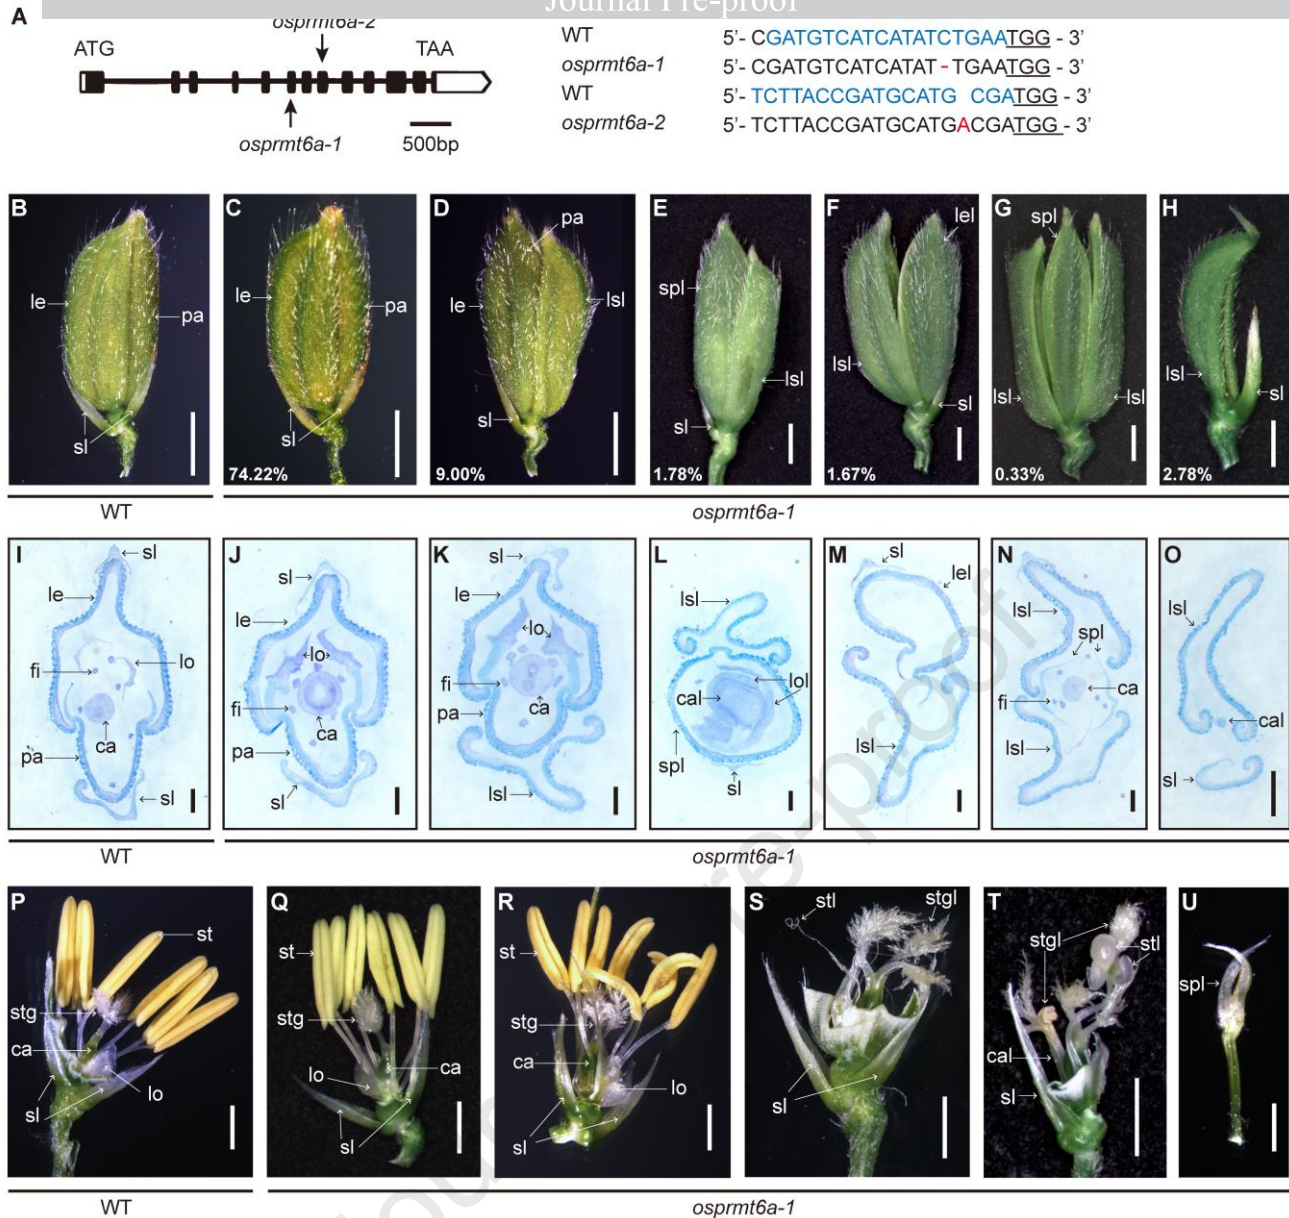 Journal Pre-proof
A
osprmt6a-2
ATG
TAA
osprmt6a-1
500bp
WT 5’- CGATGTCATCATATCTGAATGG - 3’
osprmt6a-1 5’- CGATGTCATCATAT -TGAATGG - 3’
WT 5’- TCTTACCGATGCATG CGATGG - 3’
osprmt6a-2 5’- TCTTACCGATGCATGACGATGG - 3’
B
le
pa
sl
C
le
pa
sl
74.22%
D
pa
le
lsl
sl
9.00%
E
spl
lsl
sl
1.78%
F
lel
lsl
sl
1.67%
G
spl
lsl
lsl
0.33%
H
lsl
sl
2.78%
WT
osprmt6a-1
I
sl
le
fi
lo
ca
pa
sl
J
sl
le
lo
fi
ca
pa
sl
K
sl
le
lo
fi
ca
pa
lsl
L
lsl
cal
lol
spl
sl
M
sl
lel
lsl
N
lsl
spl
fi
ca
lsl
O
lsl
cal
sl
WT
osprmt6a-1
P
st
stg
ca
lo
sl
Q
st
stg
lo
ca
sl
R
st
stg
ca
lo
sl
S
stl
stgl
sl
T
stgl
stl
cal
sl
U
spl
WT
osprmt6a-1